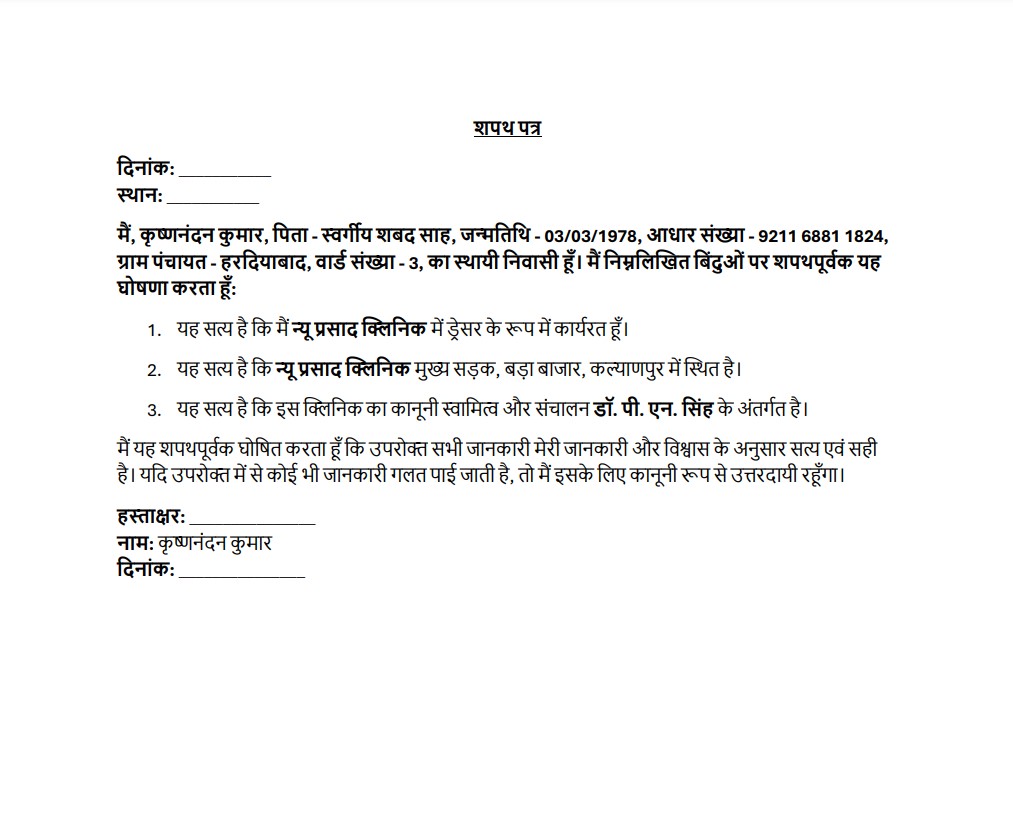 शपथ पत्र
दिनांक: __________
स्थान: __________
मैं, कृष्णनंदन कुमार, पिता - स्वर्गीय शबद साह, जन्मतिथि - 03/03/1978, आधार संख्या - 9211 6881 1824,
ग्राम पंचायत - हरदियाबाद, वार्ड संख्या - 3, का स्थायी निवासी हूँ। मैं निम्नलिखित बिंदुओं पर शपथपूर्वक यह
घोषणा करता हूँ:
1. यह सत्य है कि मैं न्यू प्रसाद क्लिनिक में ड्रेसर के रूप में कार्यरत हूँ।
2. यह सत्य है कि न्यू प्रसाद क्लिनिक मुख्य सड़क, बड़ा बाजार, कल्याणपुर में स्थित है।
3. यह सत्य है कि इस क्लिनिक का कानूनी स्वामित्व और संचालन डॉ. पी. एन. सिंह के अंतर्गत है।
मैं यह शपथपूर्वक घोषित करता हूँ कि उपरोक्त सभी जानकारी मेरी जानकारी और विश्वास के अनुसार सत्य एवं सही
है। यदि उपरोक्त में से कोई भी जानकारी गलत पाई जाती है, तो मैं इसके लिए कानूनी रूप से उत्तरदायी रहूँगा।
हस्ताक्षर: ______________
नाम: कृष्णनंदन कुमार
दिनांक: ______________